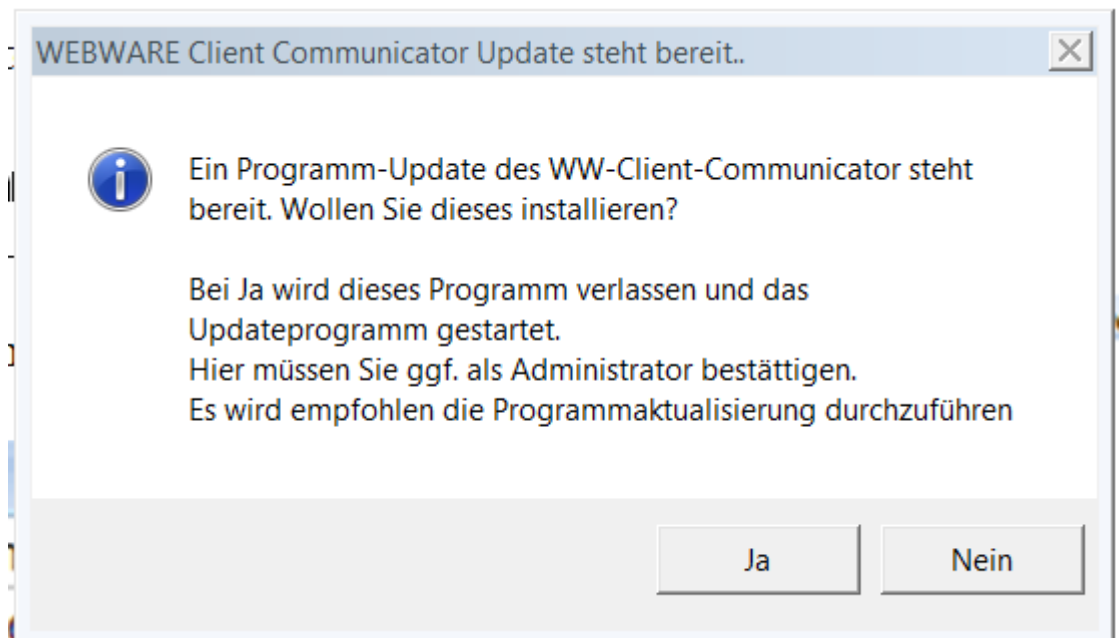 WEBWARE Client Communicator Update steht bereit..
Ein Programm-Update des WW-Client-Communicator steht
bereit. Wollen Sie dieses installieren?
Bei Ja wird dieses Programm verlassen und das
Updateprogramm gestartet.
Hier müssen Sie ggf. als Administrator bestättigen.
Es wird empfohlen die Programmaktualisierung durchzuführen
Ja
Nein